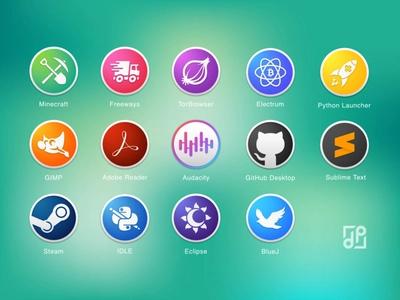 Minecraft
Freeways
TorBrowser
Electrum
Python Launcher
GIMP
Adobe Reader
Audacity
GitHub Desktop
Sublime Text
Steam
IDLE
Eclipse
BlueJ